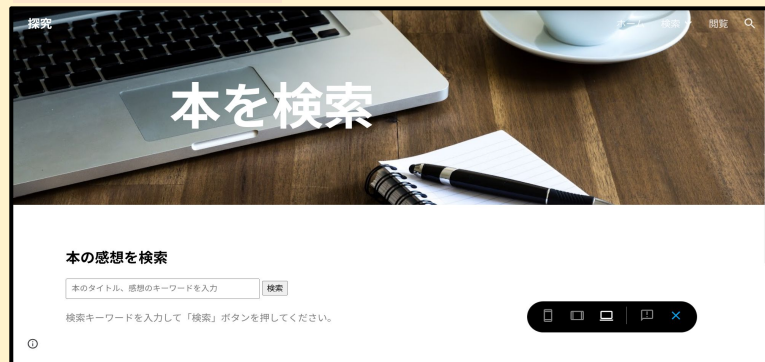 探究
ホーム 検索 閲覧
本を検索
本の感想を検索
本のタイトル、感想のキーワードを入力 検索
検索キーワードを入力して「検索」ボタンを押してください。